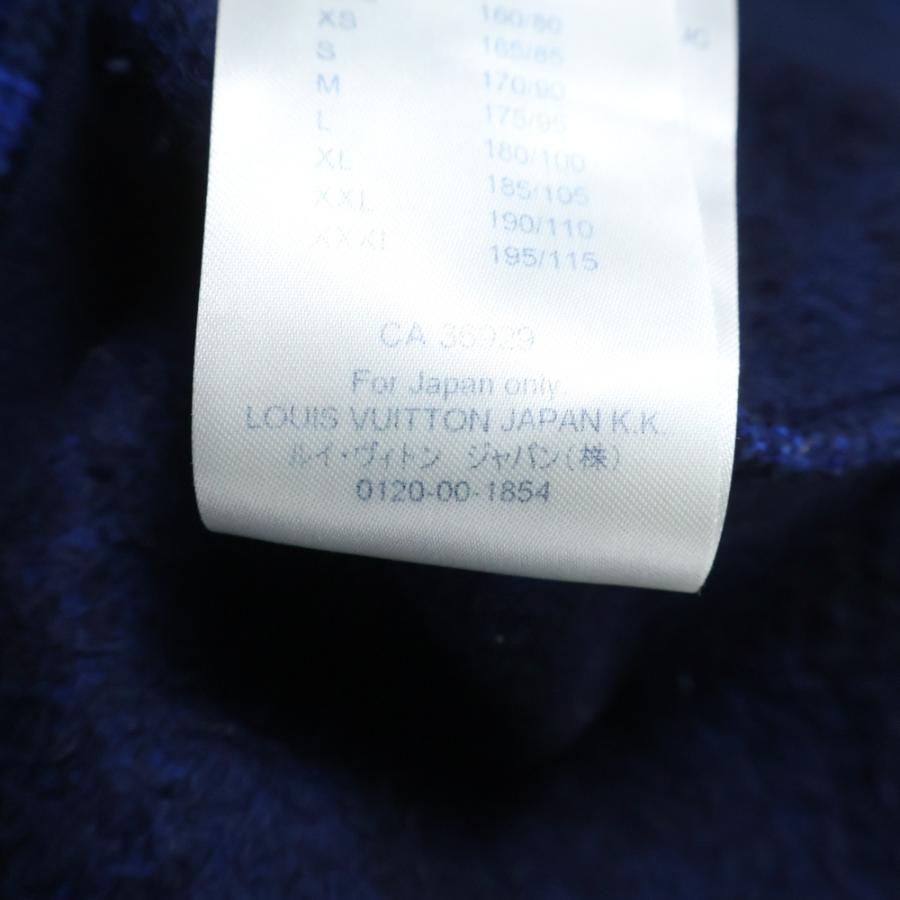 XS 160/80
S 165/85
M 170/90
L 175/95
XL 180/100
XXL 185/105
XXXL 190/110
195/115
CA 36929
For Japan only
LOUIS VUITTON JAPAN K.K.
ルイ・ヴィトン ジャパン(株)
0120-00-1854